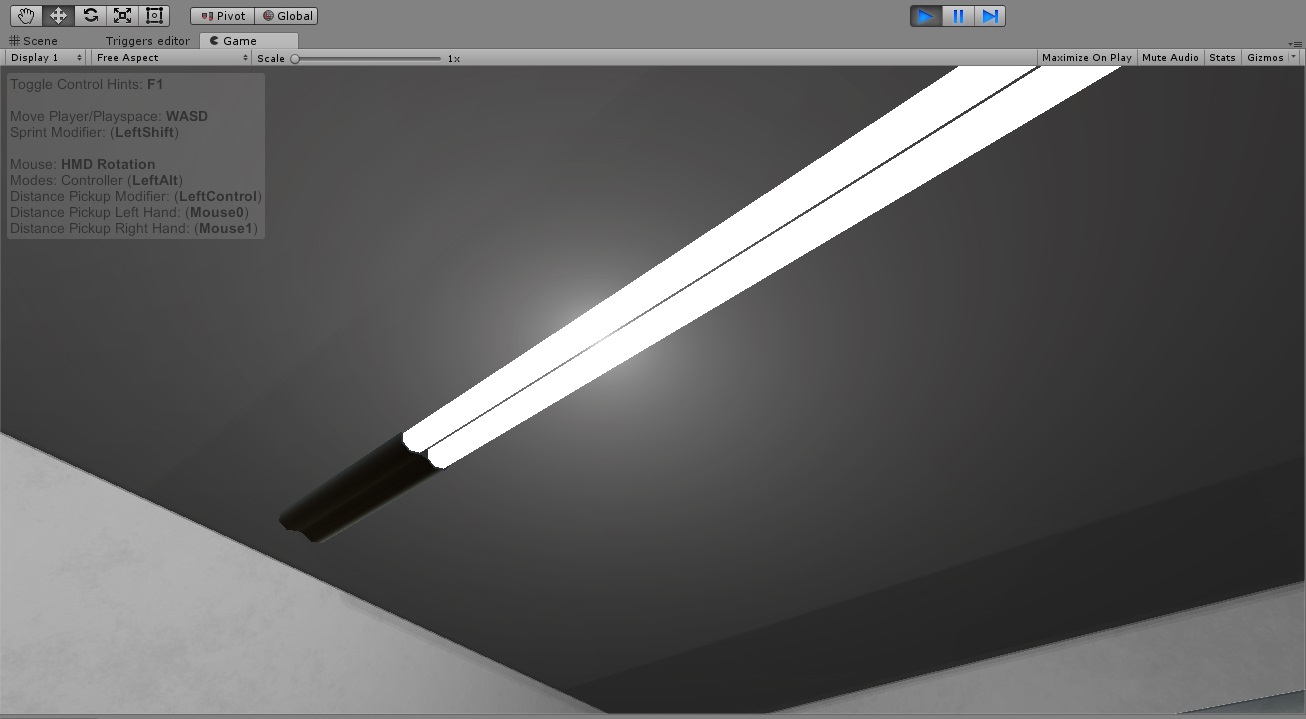 Pivot Global
Scene Triggers editor Game
Display 1 Free Aspect Scale 1x Maximize On Play Mute Audio Stats Gizmos
Toggle Control Hints: F1
Move Player/Playspace: WASD
Sprint Modifier: (LeftShift)
Mouse: HMD Rotation
Modes: Controller (LeftAlt)
Distance Pickup Modifier: (LeftControl)
Distance Pickup Left Hand: (Mouse0)
Distance Pickup Right Hand: (Mouse1)